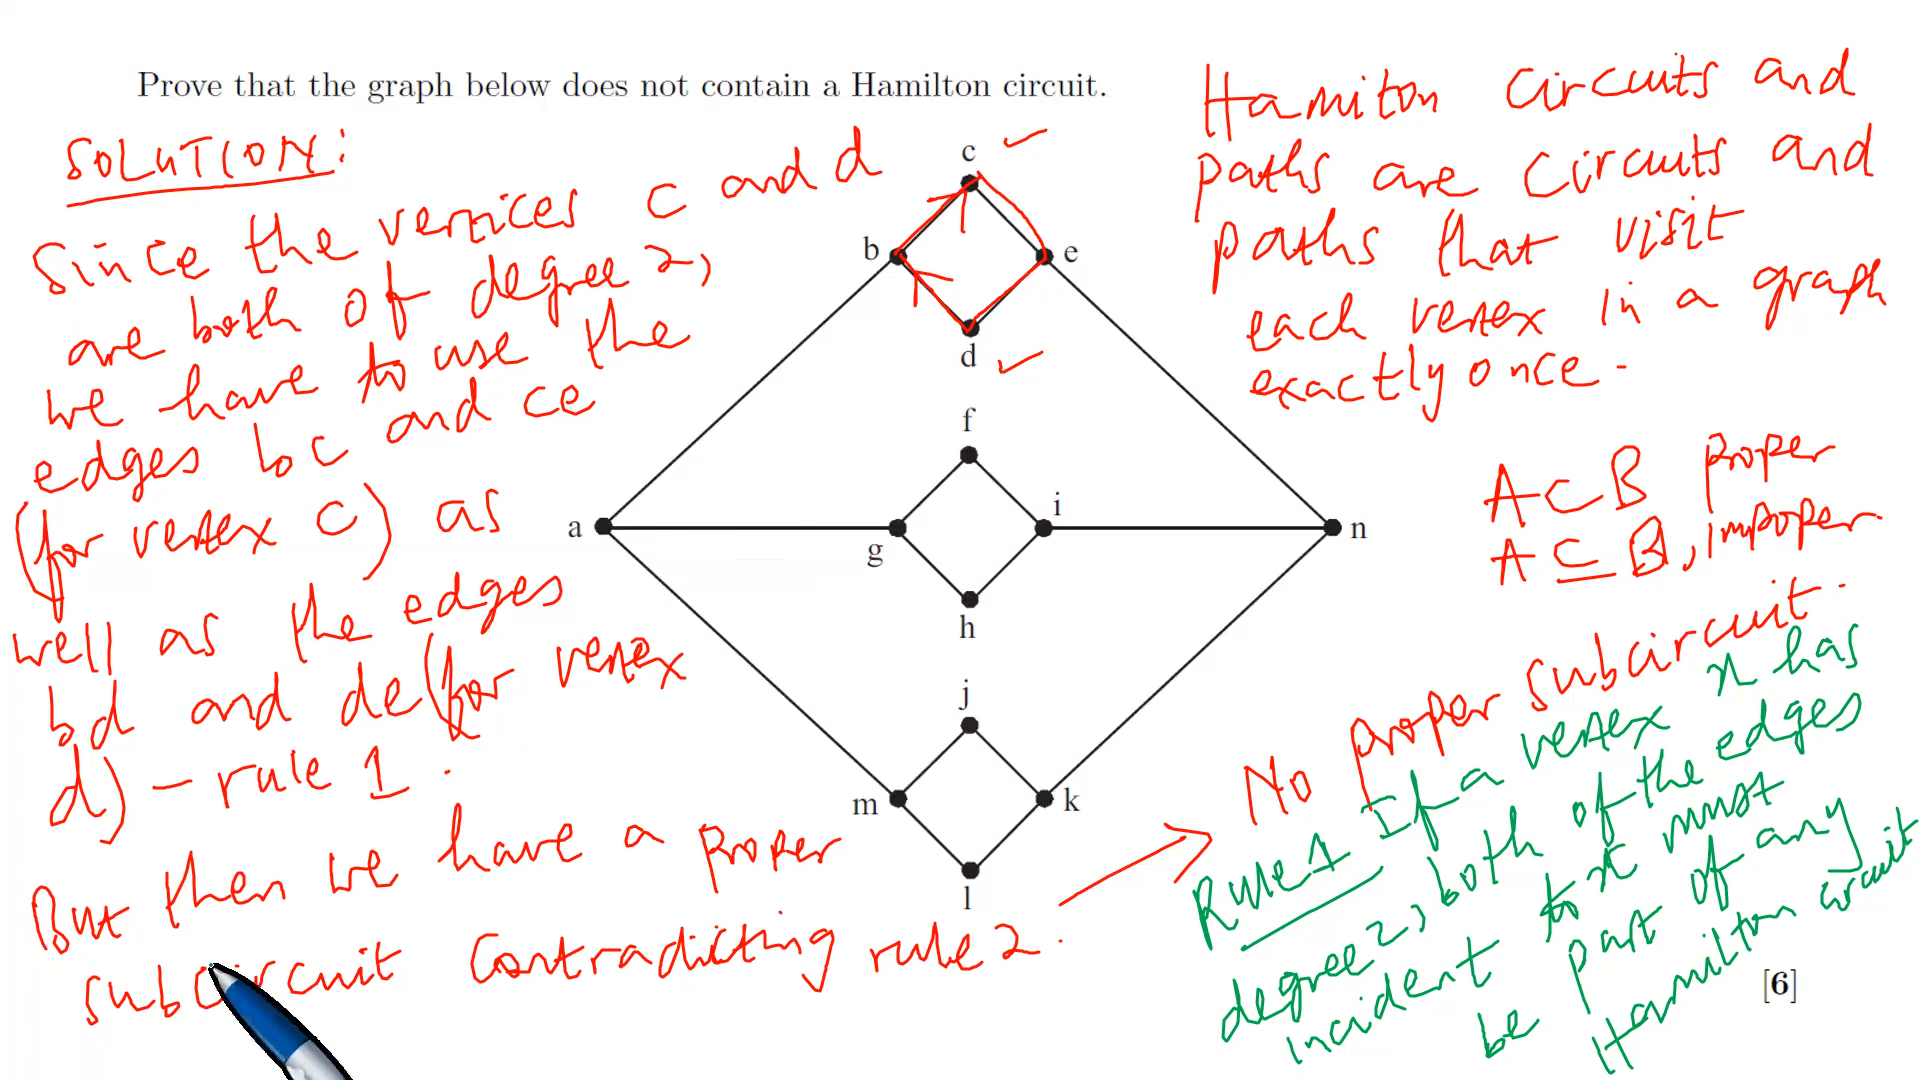 Prove that the graph below does not contain a Hamilton circuit.
SOLUTION:
Since the vertices c and d
are both of degree 2,
we have to use the
edges bc and ce
(for vertex c) as
well as the edges
bd and de (for vertex
d) – rule 1.
But then we have a proper
subcircuit contradicting rule 2.
c
b
e
d
f
a
g
i
n
h
j
m
k
l
Hamiton circuits and
paths are circuits and
paths that visit
each vertex in a graph
exactly once.
A ⊂ B proper
A ⊆ B, improper
No proper subcircuit.
Rule 1 If a vertex x has
degree 2, both of the edges
incident to x must
be part of any
Hamilton circuit
[6]